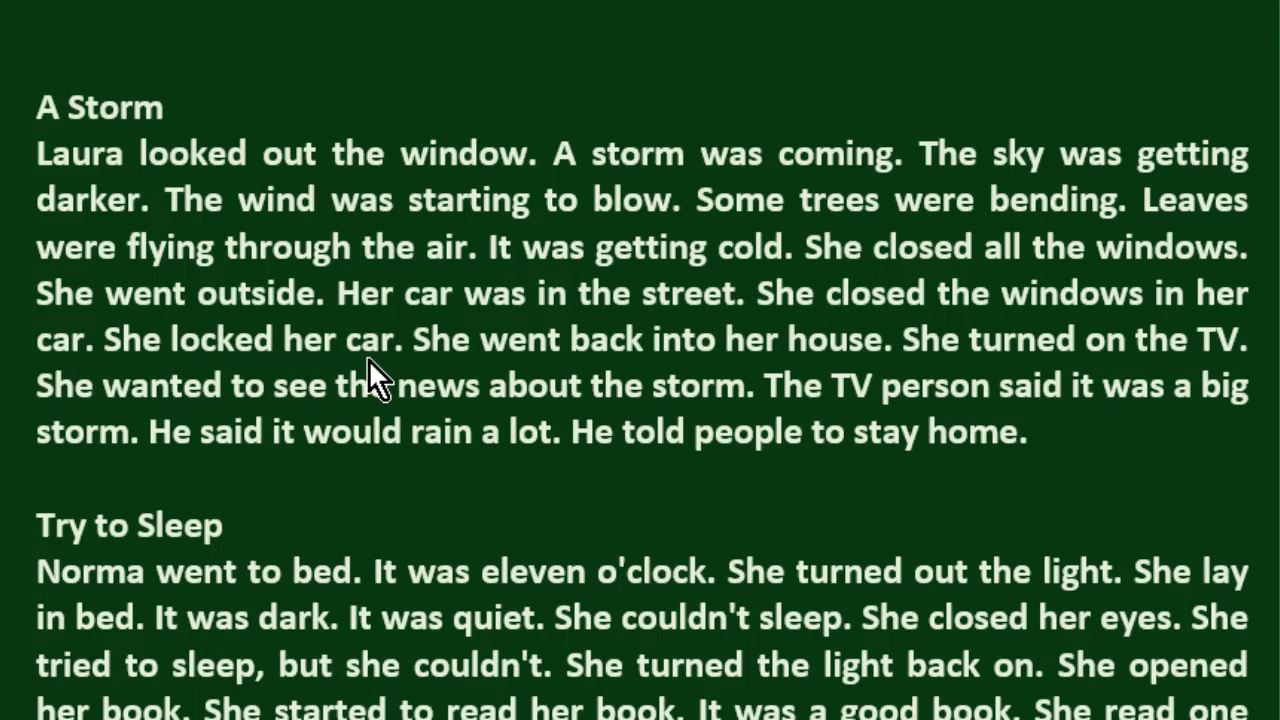 A Storm
Laura looked out the window. A storm was coming. The sky was getting
darker. The wind was starting to blow. Some trees were bending. Leaves
were flying through the air. It was getting cold. She closed all the windows.
She went outside. Her car was in the street. She closed the windows in her
car. She locked her car. She went back into her house. She turned on the TV.
She wanted to see the news about the storm. The TV person said it was a big
storm. He said it would rain a lot. He told people to stay home.
Try to Sleep
Norma went to bed. It was eleven o'clock. She turned out the light. She lay
in bed. It was dark. It was quiet. She couldn't sleep. She closed her eyes. She
tried to sleep, but she couldn't. She turned the light back on. She opened
her book. She started to read her book. It was a good book. She read one